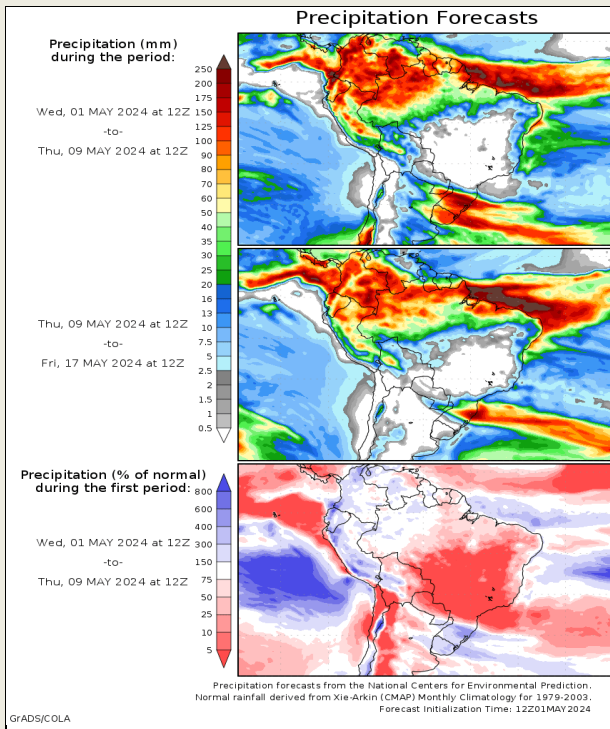 Precipitation Forecasts
Precipitation (mm)
during the period:
Wed, 01 MAY 2024 at 12Z
-to-
Thu, 09 MAY 2024 at 12Z
250
200
175
150
125
100
90
80
70
60
50
40
35
30
25
20
16
13
10
7.5
5
2.5
2
1.5
1
0.5
Thu, 09 MAY 2024 at 12Z
-to-
Fri, 17 MAY 2024 at 12Z
Precipitation (% of normal)
during the first period:
Wed, 01 MAY 2024 at 12Z
-to-
Thu, 09 MAY 2024 at 12Z
800
600
400
300
150
75
50
25
10
5
Precipitation forecasts from the National Centers for Environmental Prediction.
Normal rainfall derived from Xie-Arkin (CMAP) Monthly Climatology for 1979-2003.
Forecast Initialization Time: 12Z01MAY2024
GrADS/COLA